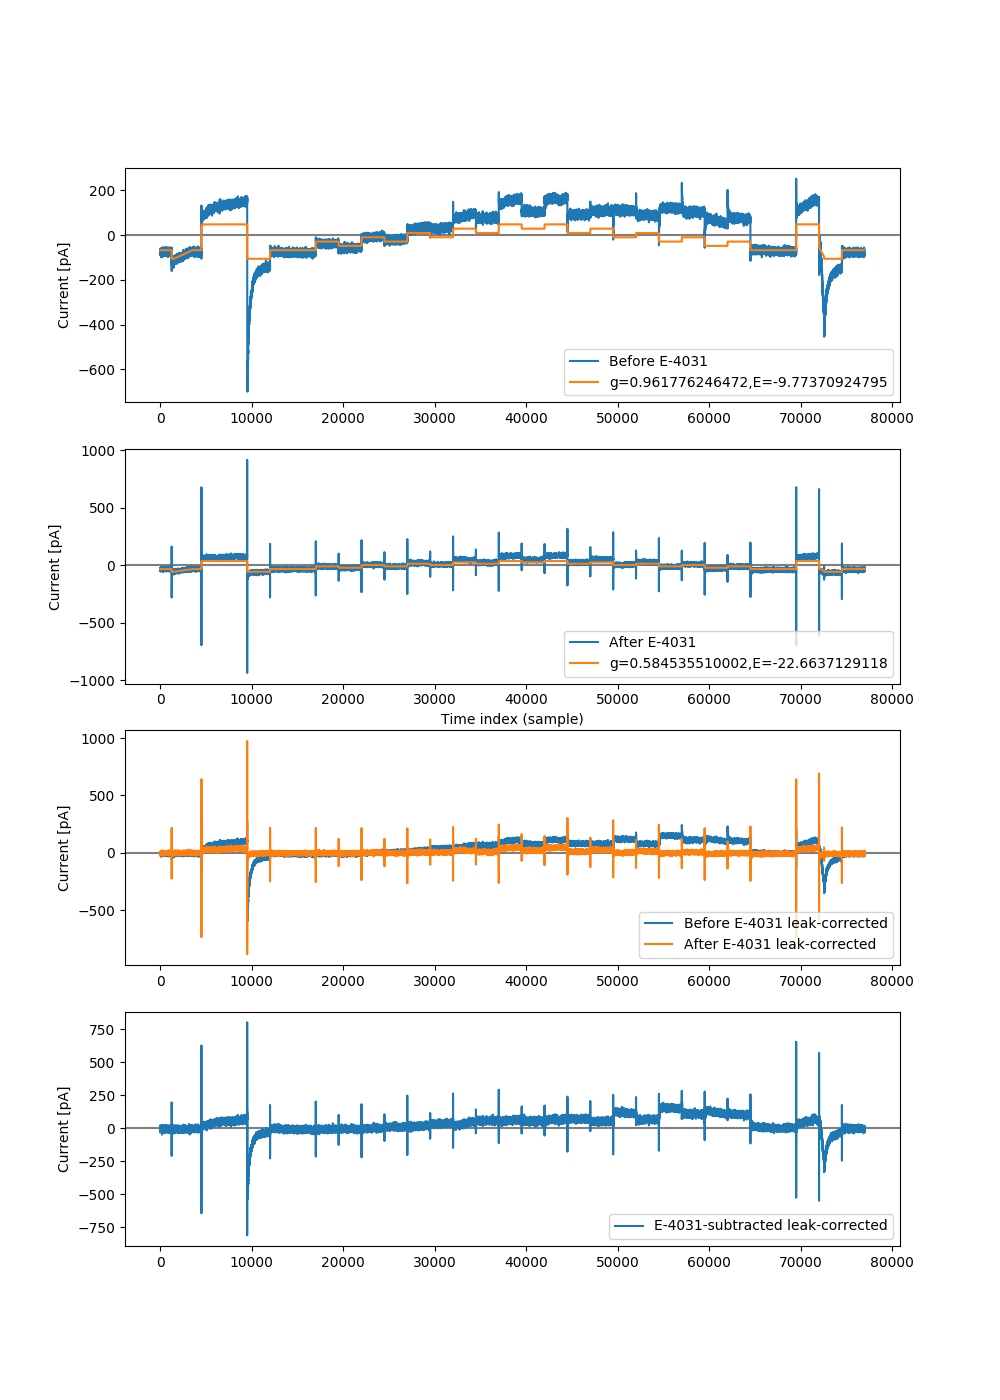 200
0
−200
−400
−600
Current [pA]
Before E-4031
g=0.961776246472,E=-9.77370924795
0 10000 20000 30000 40000 50000 60000 70000 80000
1000
500
0
−500
−1000
Current [pA]
After E-4031
g=0.584535510002,E=-22.6637129118
0 10000 20000 30000 40000 50000 60000 70000 80000
Time index (sample)
1000
500
0
−500
Current [pA]
Before E-4031 leak-corrected
After E-4031 leak-corrected
0 10000 20000 30000 40000 50000 60000 70000 80000
750
500
250
0
−250
−500
−750
Current [pA]
E-4031-subtracted leak-corrected
0 10000 20000 30000 40000 50000 60000 70000 80000